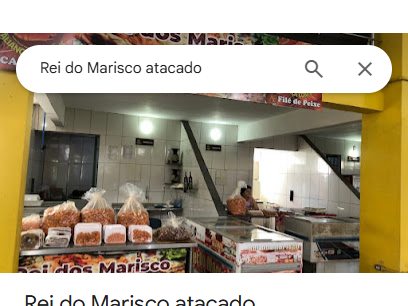 dos Maris
Rei do Marisco atacado
Filé de Peixe
Rei dos Marisco
Rei do Marisco atacado